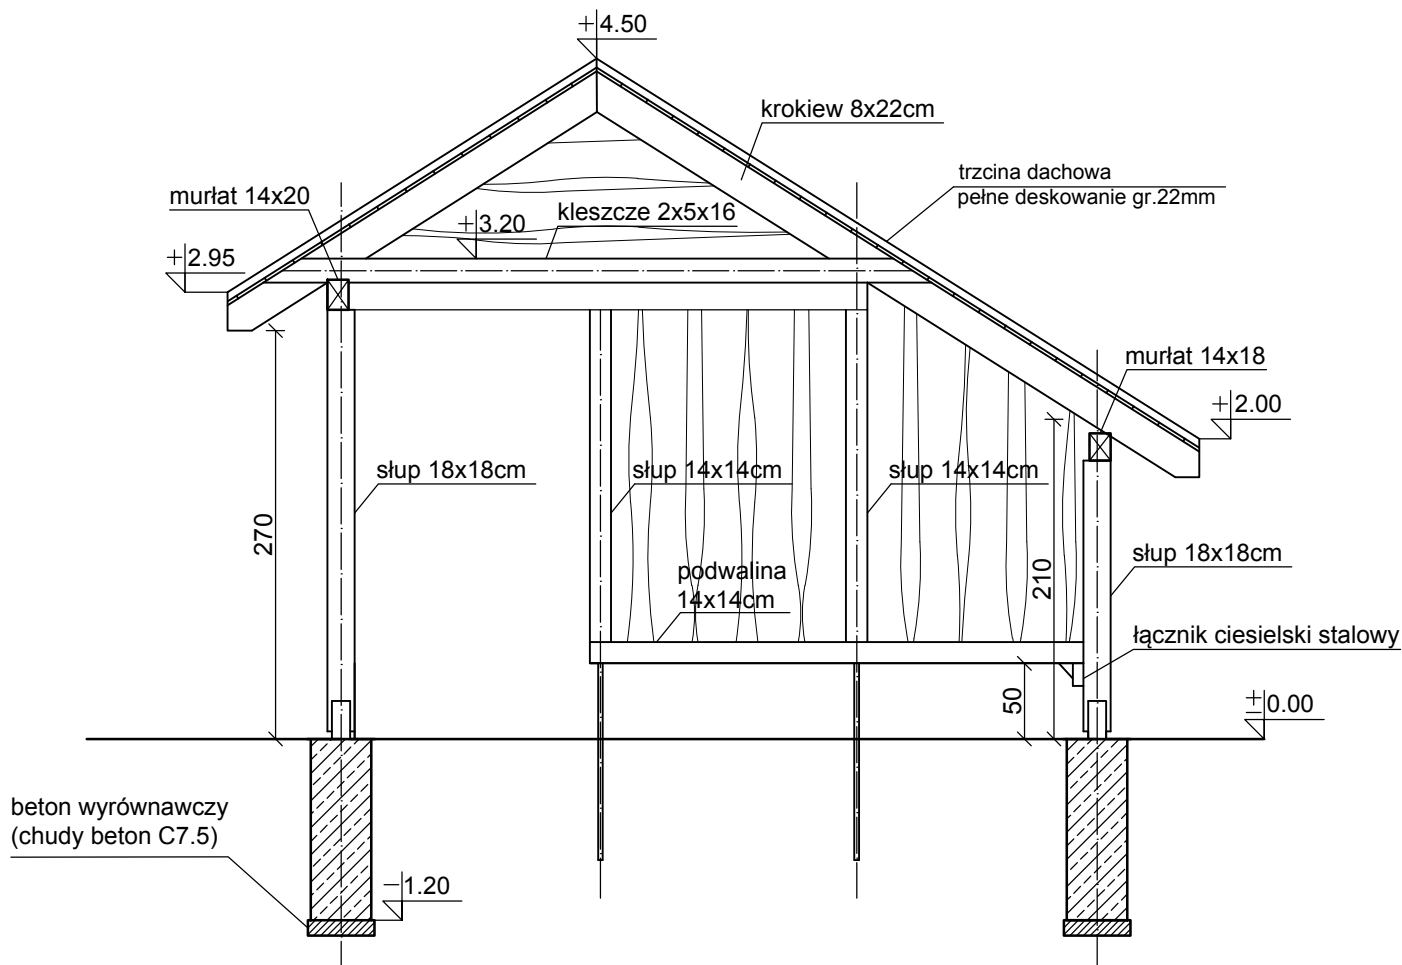 +4.50
krokiew 8x22cm
trzcina dachowa
pełne deskowanie gr.22mm
murłat 14x20
+3.20
kleszcze 2x5x16
+2.95
murłat 14x18
+2.00
słup 18x18cm
słup 14x14cm
słup 14x14cm
270
210
słup 18x18cm
podwalina
14x14cm
łącznik ciesielski stalowy
50
±0.00
beton wyrównawczy
(chudy beton C7.5)
-1.20